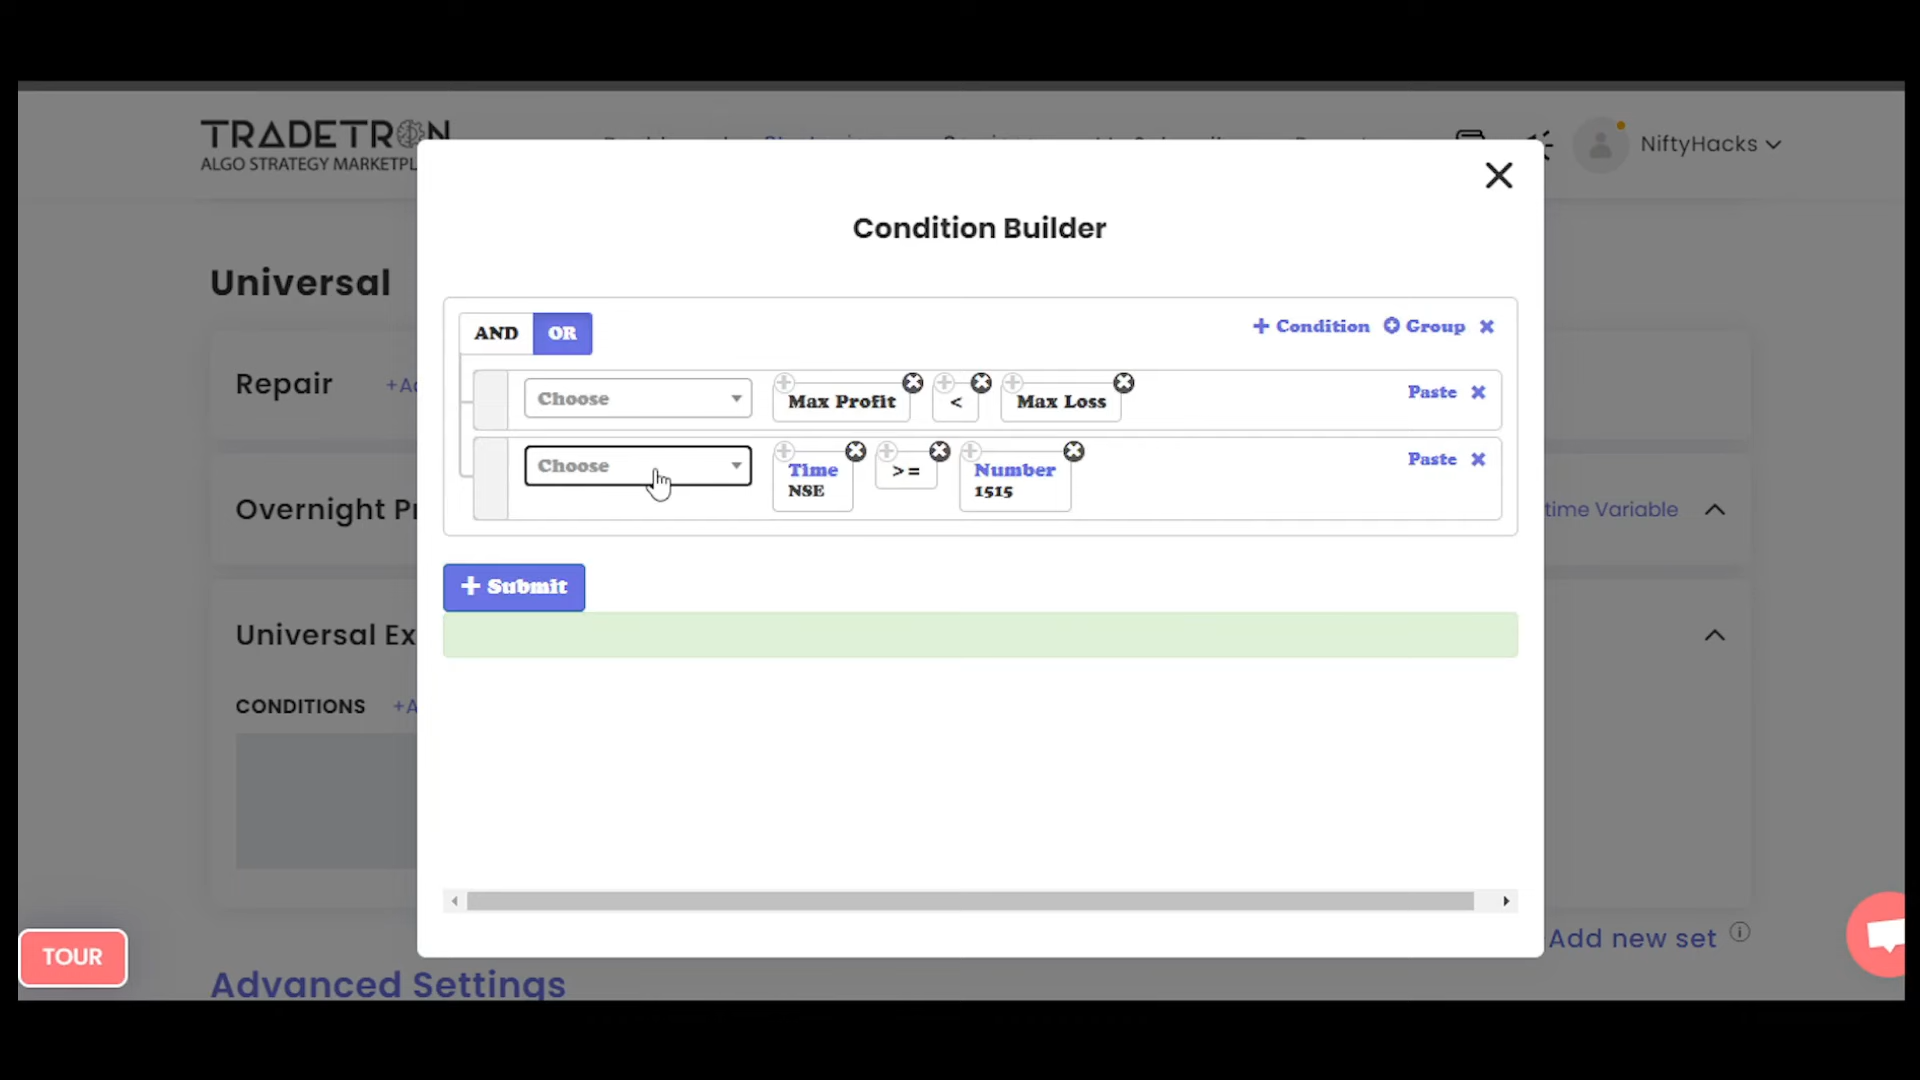 TRADETRON
ALGO STRATEGY MARKETPL
NiftyHacks
Condition Builder
Universal
AND OR
+ Condition Group
Repair
+A
Choose
Max Profit < Max Loss
Paste
Choose
Time >= Number
NSE 1515
Paste
Overnight Pr
time Variable
+ Submit
Universal Ex
CONDITIONS +A
TOUR
Add new set
Advanced Settings